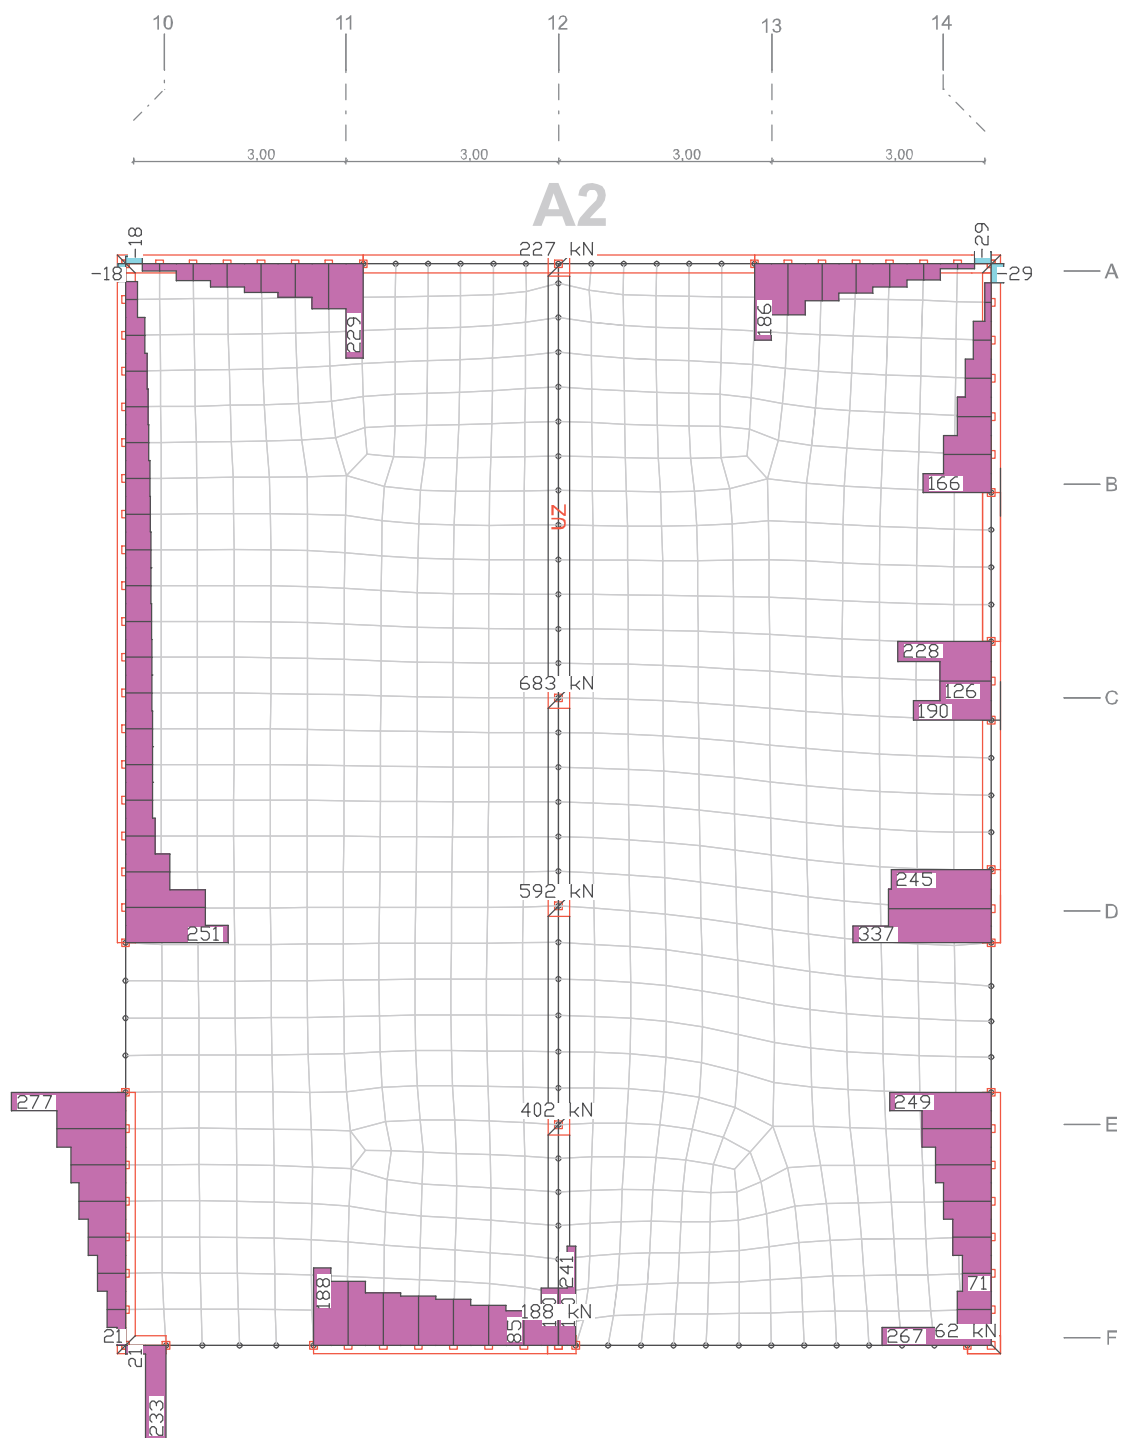 10 11 12 13 14
3,00 3,00 3,00 3,00
A2
-18 227 kN -29
-18 -29 A
229 186
166 B
UZ
228
683 kN 126 C
190
245
592 kN
251 337 D
277 249
402 kN E
241
188 71
188 kN
85 62 kN
21 267 F
21
233